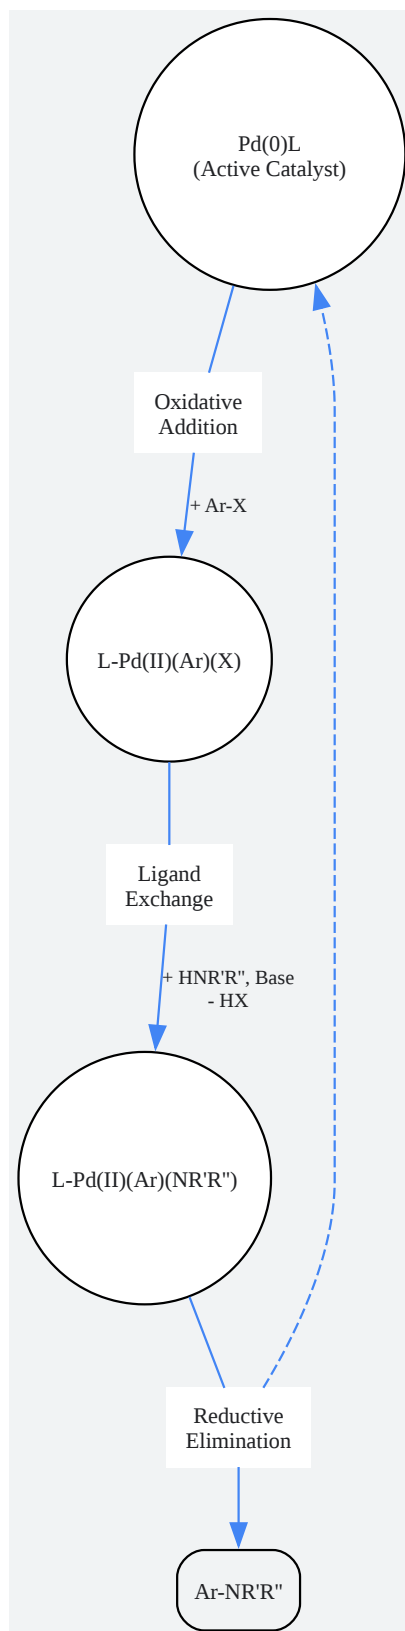 Pd(0)L
(Active Catalyst)
Oxidative
Addition
+ Ar-X
L-Pd(II)(Ar)(X)
Ligand
Exchange
+ HNR'R", Base
- HX
L-Pd(II)(Ar)(NR'R")
Reductive
Elimination
Ar-NR'R"